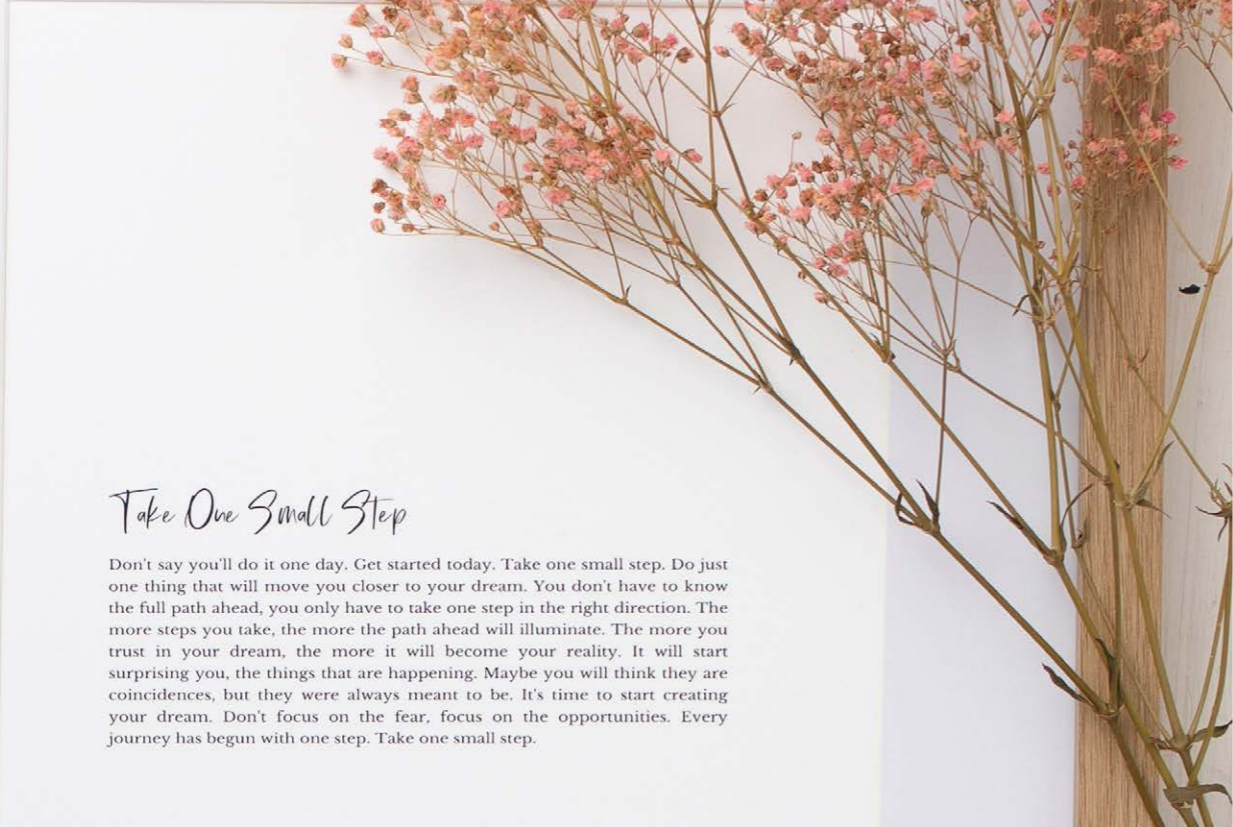 Take One Small Step
Don't say you'll do it one day. Get started today. Take one small step. Do just
one thing that will move you closer to your dream. You don't have to know
the full path ahead, you only have to take one step in the right direction. The
more steps you take, the more the path ahead will illuminate. The more you
trust in your dream, the more it will become your reality. It will start
surprising you, the things that are happening. Maybe you will think they are
coincidences, but they were always meant to be. It's time to start creating
your dream. Don't focus on the fear, focus on the opportunities. Every
journey has begun with one step. Take one small step.